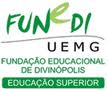 FUNEDI
UEMG
FUNDAÇÃO EDUCACIONAL
DE DIVINÓPOLIS
EDUCAÇÃO SUPERIOR